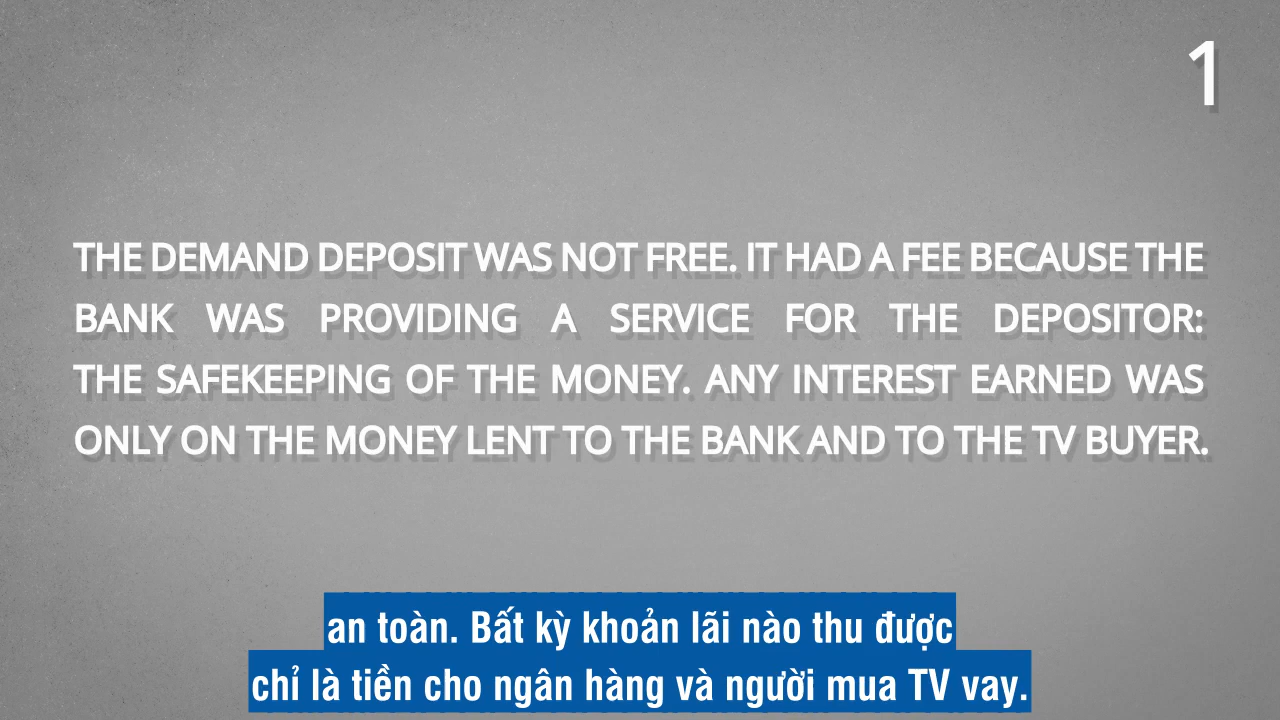 1
THE DEMAND DEPOSIT WAS NOT FREE. IT HAD A FEE BECAUSE THE
BANK WAS PROVIDING A SERVICE FOR THE DEPOSITOR:
THE SAFEKEEPING OF THE MONEY. ANY INTEREST EARNED WAS
ONLY ON THE MONEY LENT TO THE BANK AND TO THE TV BUYER.
an toàn. Bất kỳ khoản lãi nào thu được
chỉ là tiền cho ngân hàng và người mua TV vay.